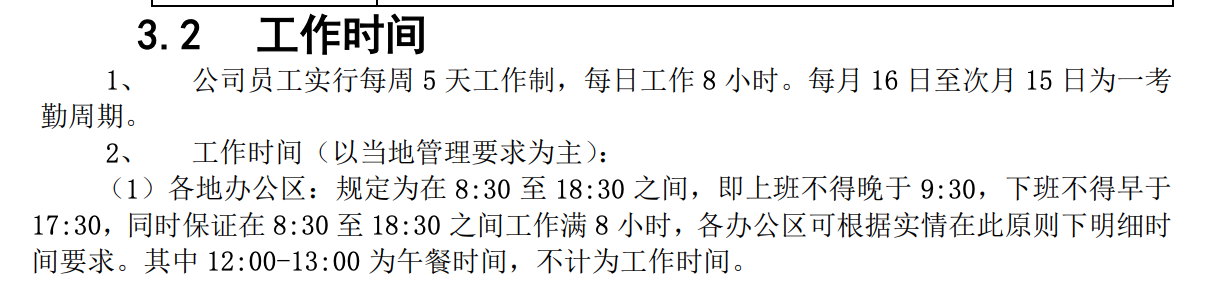 3.2 工作时间
1、 公司员工实行每周 5 天工作制，每日工作 8 小时。每月 16 日至次月 15 日为一考
勤周期。
2、 工作时间（以当地管理要求为主）：
（1）各地办公区：规定为在 8:30 至 18:30 之间，即上班不得晚于 9:30，下班不得早于
17:30，同时保证在 8:30 至 18:30 之间工作满 8 小时，各办公区可根据实情在此原则下明细时
间要求。其中 12:00-13:00 为午餐时间，不计为工作时间。